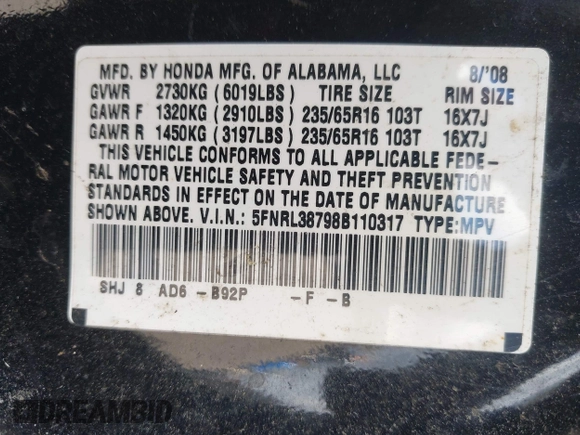 MFD. BY HONDA MFG. OF ALABAMA, LLC 8/'08
GVWR 2730KG (6019LBS) TIRE SIZE RIM SIZE
GAWR F 1320KG (2910LBS) 235/65R16 103T 16X7J
GAWR R 1450KG (3197LBS) 235/65R16 103T 16X7J
THIS VEHICLE CONFORMS TO ALL APPLICABLE FEDE-
RAL MOTOR VEHICLE SAFETY AND THEFT PREVENTION
STANDARDS IN EFFECT ON THE DATE OF MANUFACTURE
SHOWN ABOVE. V.I.N.: 5FNRL38798B110317 TYPE:MPV
SHJ 8 AD6 -B92P -F -B
IDREAMBID